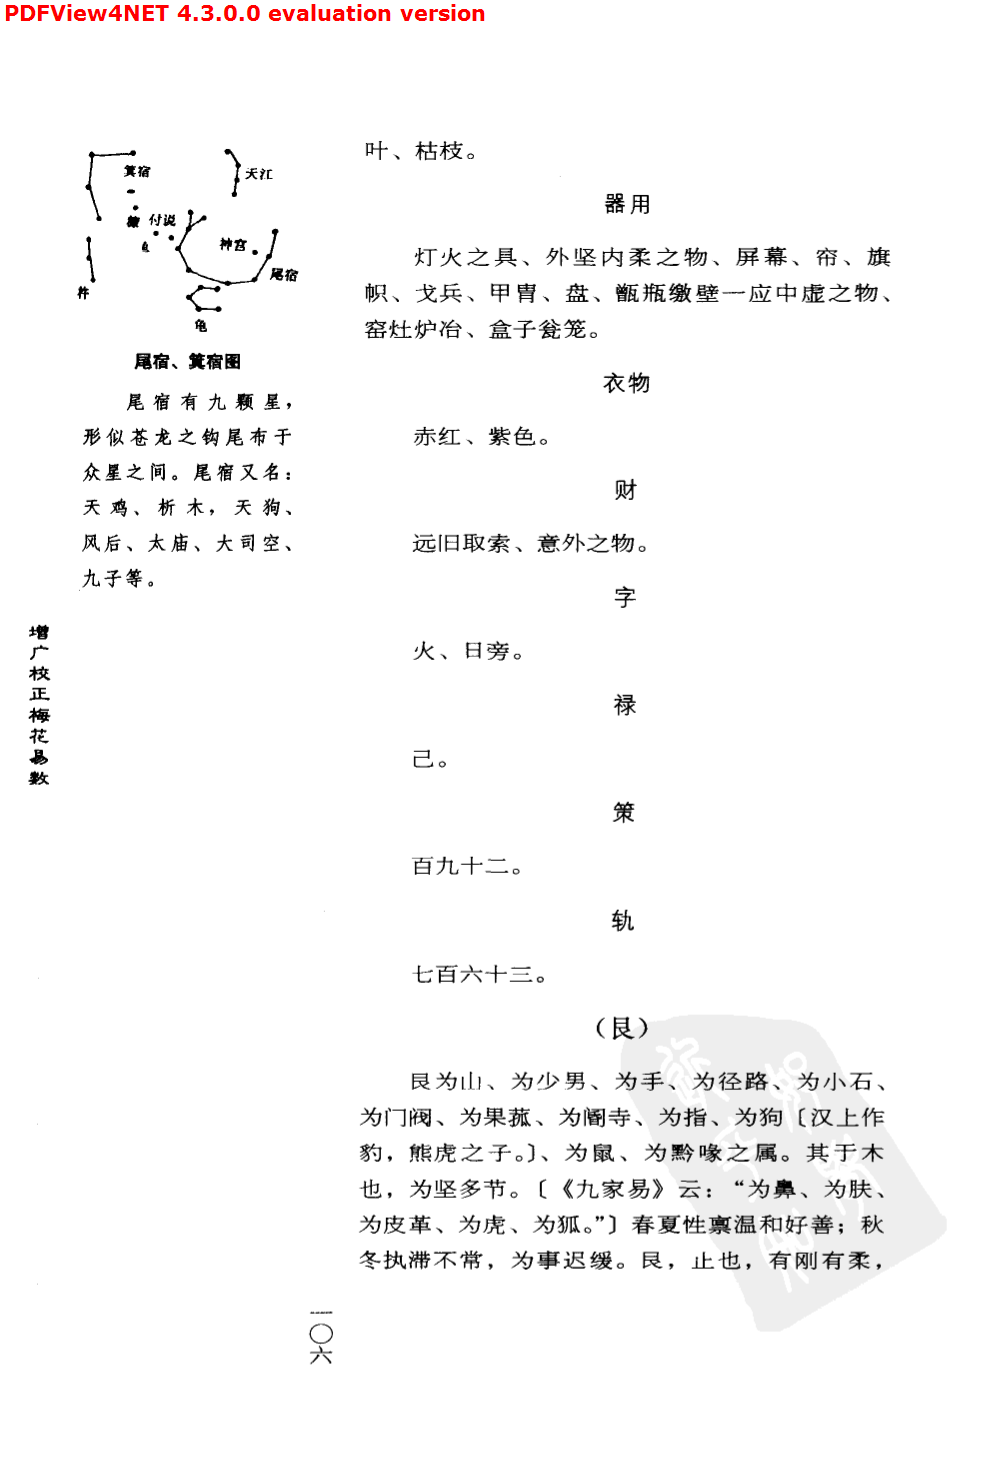 PDFView4NET 4.3.0.0 evaluation version
箕宿
天江
糠
付说
鱼
神宫
尾宿
杵
龟
尾宿、箕宿图
尾宿有九颗星，
形似苍龙之钩尾布于
众星之间。尾宿又名：
天鸡、析木，天狗、
风后、太庙、大司空、
九子等。
增广校正梅花易数
叶、枯枝。
器用
灯火之具、外坚内柔之物、屏幕、帘、旗
帜、戈兵、甲胄、盘、甑瓶缴壁一应中虚之物、
窑灶炉冶、盒子瓮笼。
衣物
赤红、紫色。
财
远旧取索、意外之物。
字
火、日旁。
禄
己。
策
百九十二。
轨
七百六十三。
（艮）
艮为山、为少男、为手、为径路、为小石、
为门阀、为果蓏、为阍寺、为指、为狗〔汉上作
豹，熊虎之子。〕、为鼠、为黔喙之属。其于木
也，为坚多节。〔《九家易》云：“为鼻、为肤、
为皮革、为虎、为狐。”〕春夏性禀温和好善；秋
冬执滞不常，为事迟缓。艮，止也，有刚有柔，
一〇六